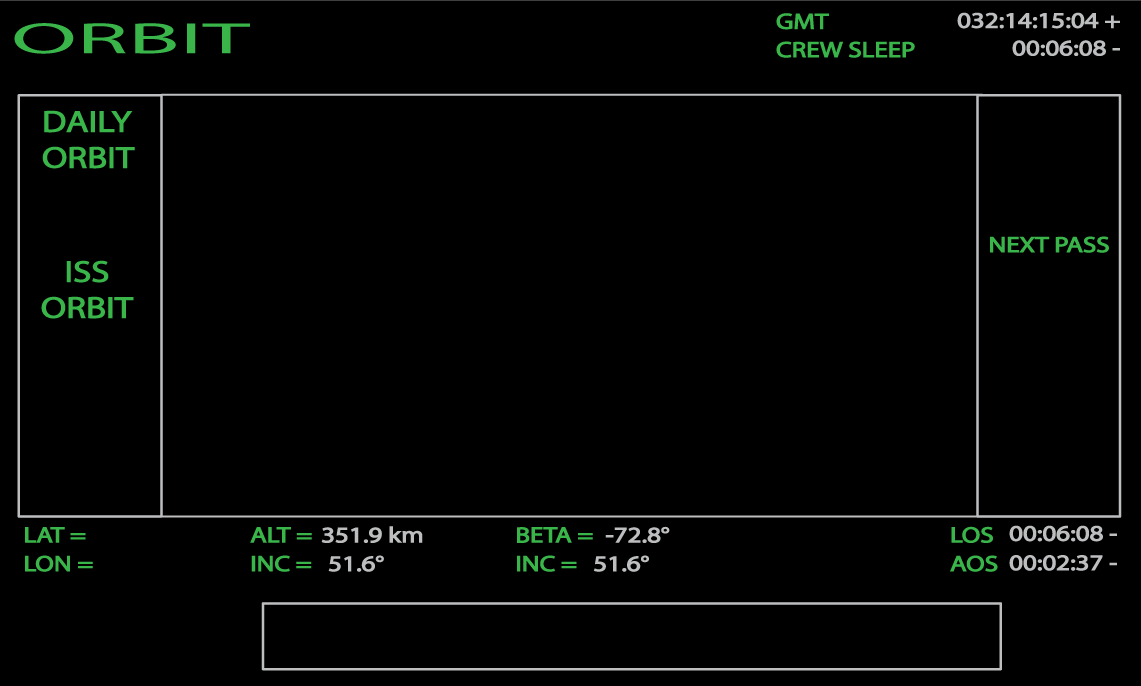 ORBIT
GMT 032:14:15:04 +
CREW SLEEP 00:06:08 -
DAILY
ORBIT
ISS
ORBIT
NEXT PASS
LAT = ALT = 351.9 km BETA = -72.8° LOS 00:06:08 -
LON = INC = 51.6° INC = 51.6° AOS 00:02:37 -